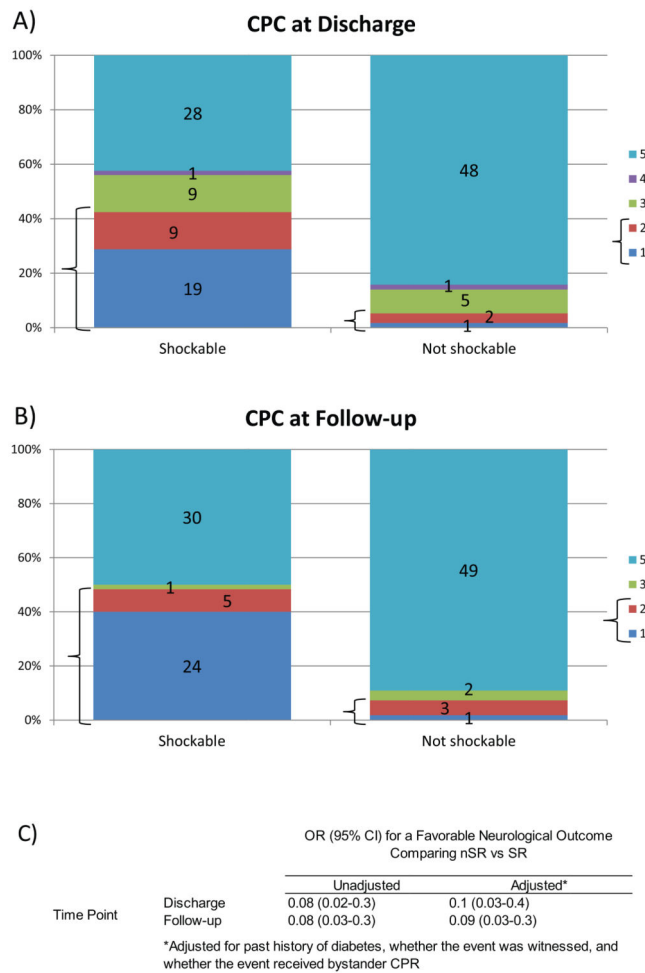 A)
CPC at Discharge
100%
80%
60%
40%
20%
0%
28
1
9
9
19
48
1
5
2
1
Shockable
Not shockable
5
4
3
2
1
B)
CPC at Follow-up
100%
80%
60%
40%
20%
0%
30
1
5
24
49
2
3
1
Shockable
Not shockable
5
3
2
1
C)
OR (95% CI) for a Favorable Neurological Outcome
Comparing nSR vs SR
Unadjusted Adjusted*
Time Point
Discharge 0.08 (0.02-0.3) 0.1 (0.03-0.4)
Follow-up 0.08 (0.03-0.3) 0.09 (0.03-0.3)
*Adjusted for past history of diabetes, whether the event was witnessed, and
whether the event received bystander CPR